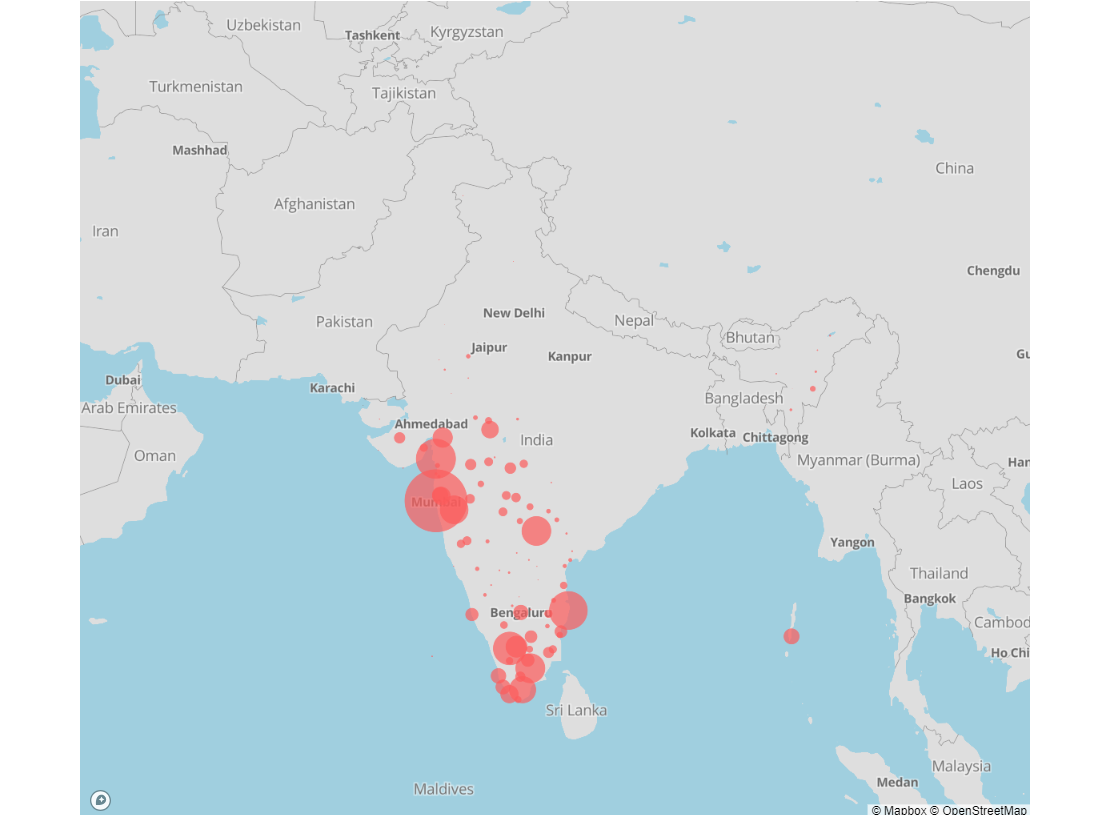 Uzbekistan
Tashkent
Kyrgyzstan
Turkmenistan
Tajikistan
Mashhad
China
Afghanistan
Iran
Chengdu
Pakistan
New Delhi
Nepal
Bhutan
Jaipur
Kanpur
Gu
Dubai
Karachi
Arab Emirates
Bangladesh
Ahmedabad
India
Kolkata
Chittagong
Oman
Myanmar (Burma)
Han
Laos
Mumbai
Yangon
Thailand
Bangkok
Bengaluru
Cambod
Ho Chi
Sri Lanka
Malaysia
Medan
Maldives
© Mapbox © OpenStreetMap